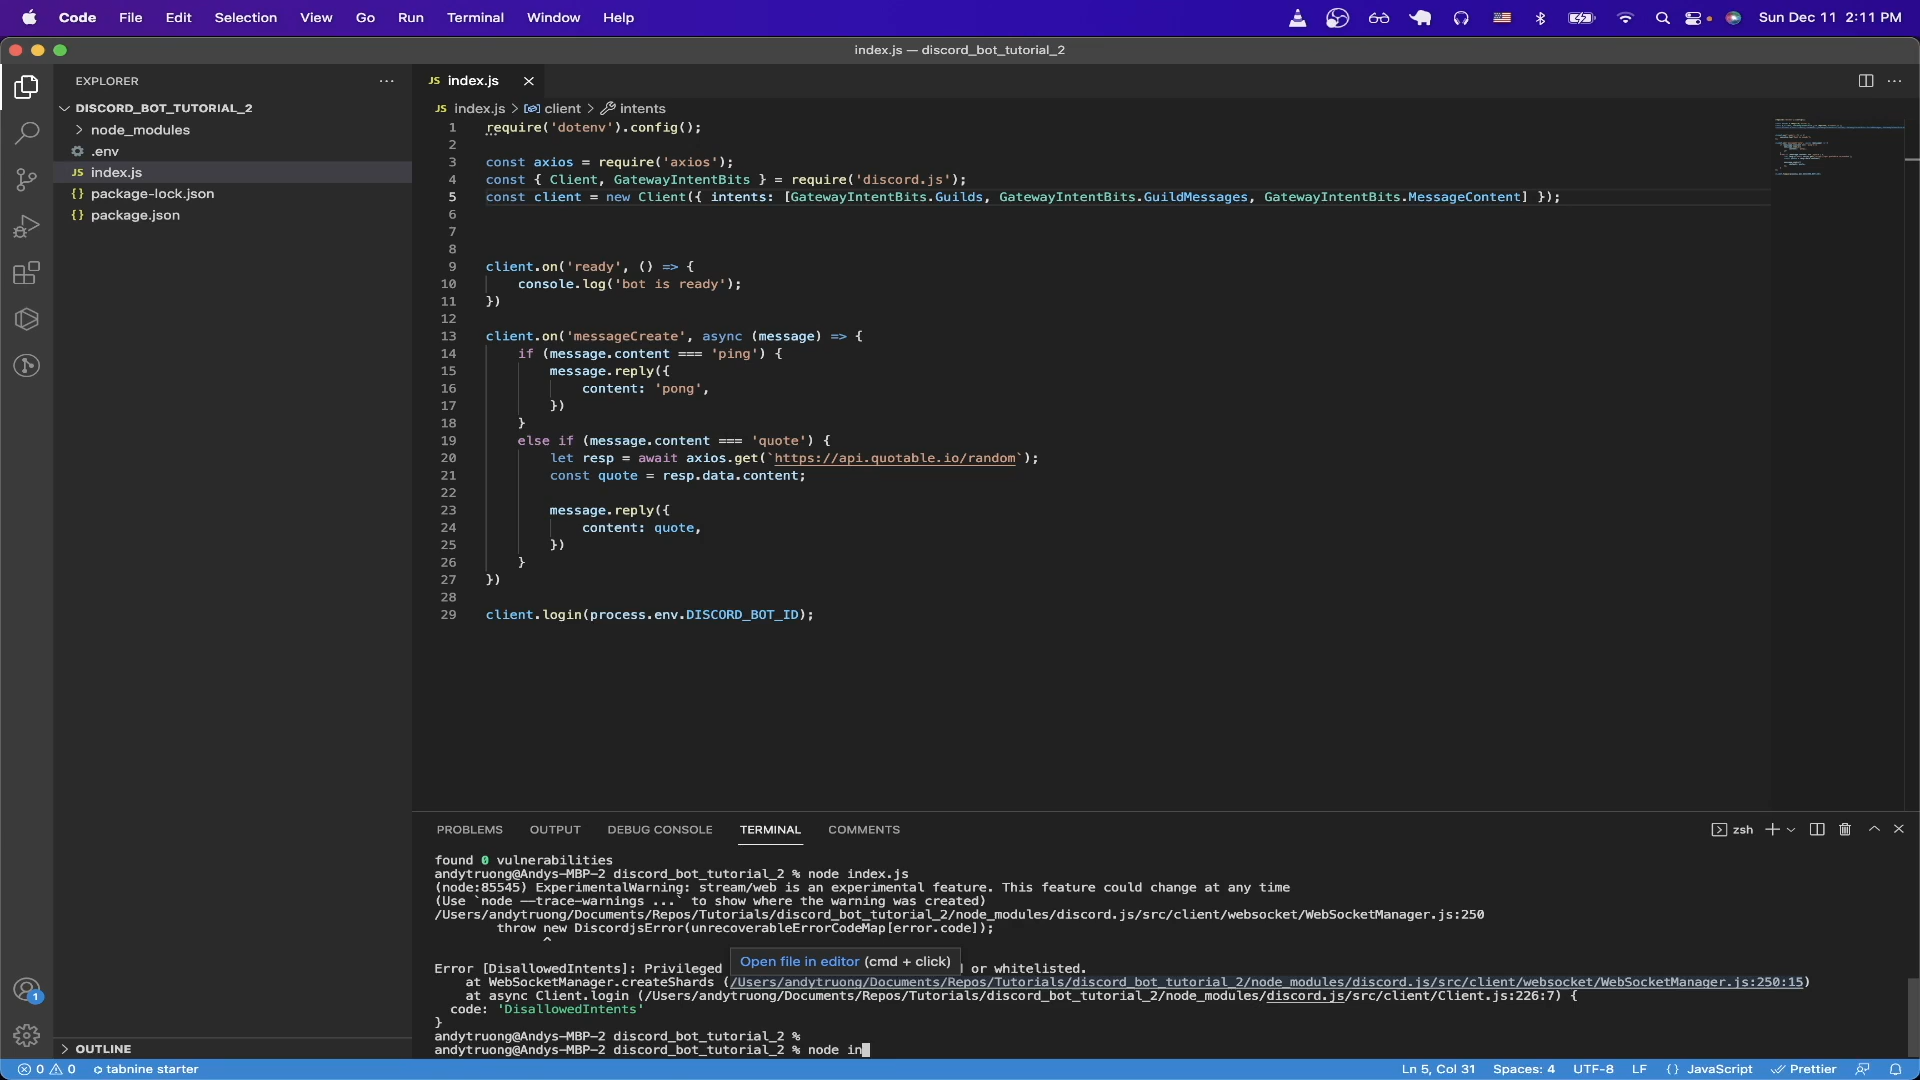 Code File Edit Selection View Go Run Terminal Window Help Sun Dec 11 2:11 PM
index.js — discord_bot_tutorial_2
EXPLORER
DISCORD_BOT_TUTORIAL_2
node_modules
.env
JS index.js
{} package-lock.json
{} package.json
OUTLINE
JS index.js
JS index.js > client > intents
1 require('dotenv').config();
2
3 const axios = require('axios');
4 const { Client, GatewayIntentBits } = require('discord.js');
5 const client = new Client({ intents: [GatewayIntentBits.Guilds, GatewayIntentBits.GuildMessages, GatewayIntentBits.MessageContent] });
6
7
8
9 client.on('ready', () => {
10 console.log('bot is ready');
11 })
12
13 client.on('messageCreate', async (message) => {
14 if (message.content === 'ping') {
15 message.reply({
16 content: 'pong',
17 })
18 }
19 else if (message.content === 'quote') {
20 let resp = await axios.get(`https://api.quotable.io/random`);
21 const quote = resp.data.content;
22
23 message.reply({
24 content: quote,
25 })
26 }
27 })
28
29 client.login(process.env.DISCORD_BOT_ID);
PROBLEMS OUTPUT DEBUG CONSOLE TERMINAL COMMENTS zsh
found 0 vulnerabilities
andytruong@Andys-MBP-2 discord_bot_tutorial_2 % node index.js
(node:85545) ExperimentalWarning: stream/web is an experimental feature. This feature could change at any time
(Use `node --trace-warnings ...` to show where the warning was created)
/Users/andytruong/Documents/Repos/Tutorials/discord_bot_tutorial_2/node_modules/discord.js/src/client/websocket/WebSocketManager.js:250
throw new DiscordjsError(unrecoverableErrorCodeMap[error.code]);
^
Open file in editor (cmd + click)
Error [DisallowedIntents]: Privileged or whitelisted.
at WebSocketManager.createShards (/Users/andytruong/Documents/Repos/Tutorials/discord_bot_tutorial_2/node_modules/discord.js/src/client/websocket/WebSocketManager.js:250:15)
at async Client.login (/Users/andytruong/Documents/Repos/Tutorials/discord_bot_tutorial_2/node_modules/discord.js/src/client/Client.js:226:7) {
code: 'DisallowedIntents'
}
andytruong@Andys-MBP-2 discord_bot_tutorial_2 %
andytruong@Andys-MBP-2 discord_bot_tutorial_2 % node in
1
0 0 tabnine starter Ln 5, Col 31 Spaces: 4 UTF-8 LF {} JavaScript Prettier